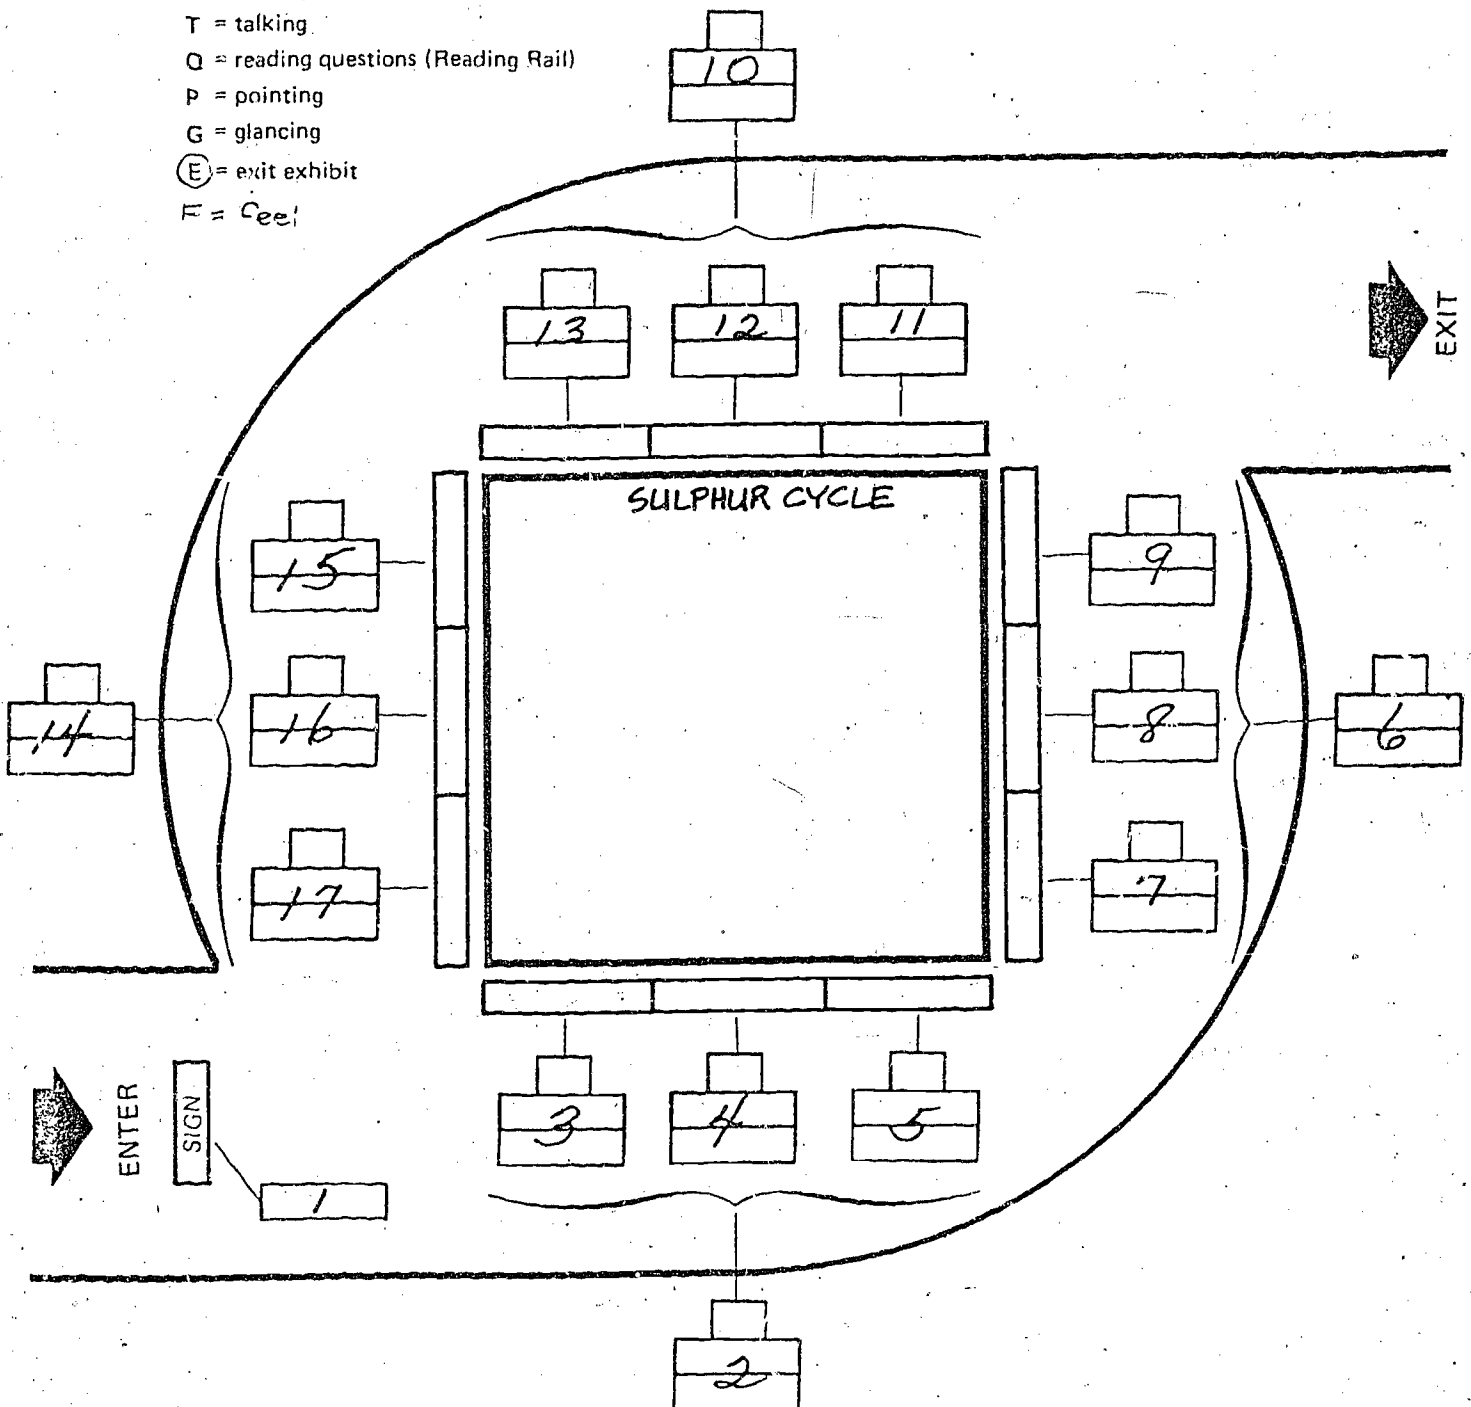 T = talking
Q = reading questions (Reading Rail)
P = pointing
G = glancing
E = exit exhibit
F = feel
10
13 12 11
EXIT
SULPHUR CYCLE
15 9
14 16 8 6
17 7
ENTER SIGN 3 4 5
1
2